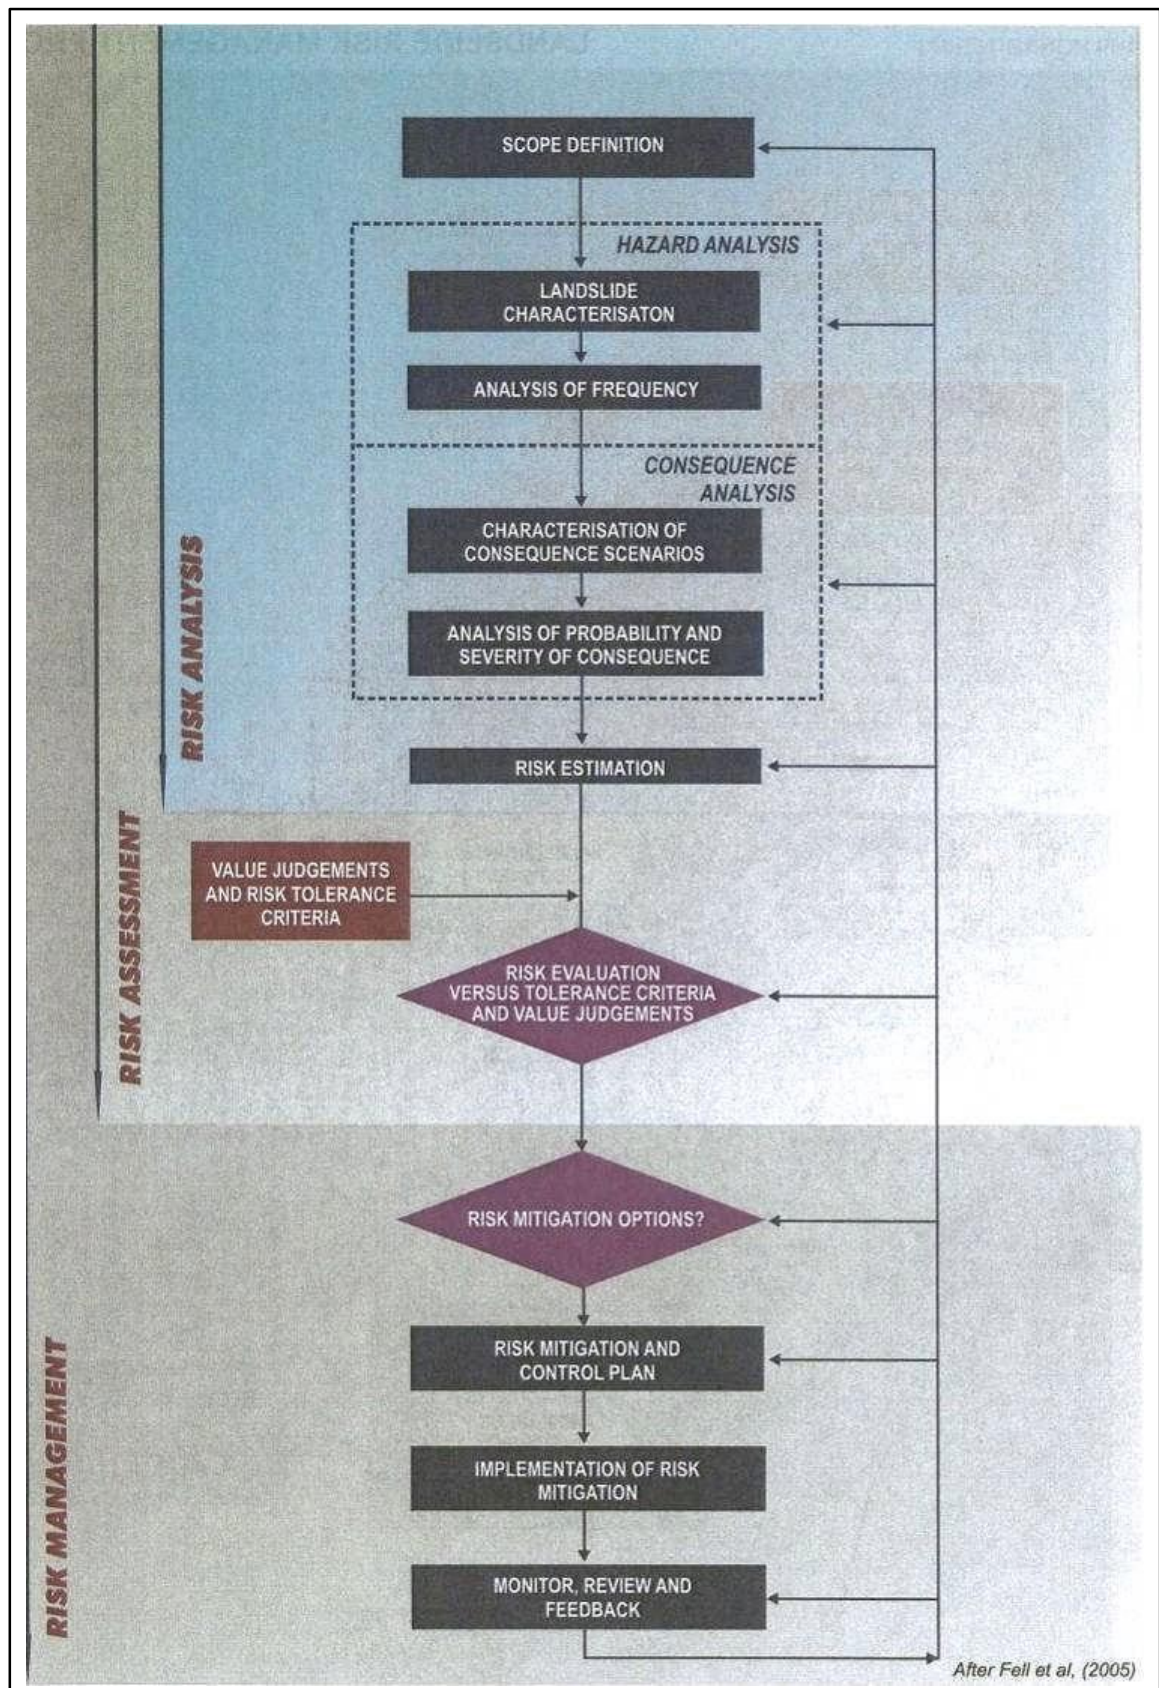 SCOPE DEFINITION
HAZARD ANALYSIS
LANDSLIDE
CHARACTERISATON
ANALYSIS OF FREQUENCY
CONSEQUENCE
ANALYSIS
CHARACTERISATION OF
CONSEQUENCE SCENARIOS
ANALYSIS OF PROBABILITY AND
SEVERITY OF CONSEQUENCE
RISK ANALYSIS
RISK ESTIMATION
VALUE JUDGEMENTS
AND RISK TOLERANCE
CRITERIA
RISK ASSESSMENT
RISK EVALUATION
VERSUS TOLERANCE CRITERIA
AND VALUE JUDGEMENTS
RISK MITIGATION OPTIONS?
RISK MITIGATION AND
CONTROL PLAN
RISK MANAGEMENT
IMPLEMENTATION OF RISK
MITIGATION
MONITOR, REVIEW AND
FEEDBACK
After Fell et al, (2005)